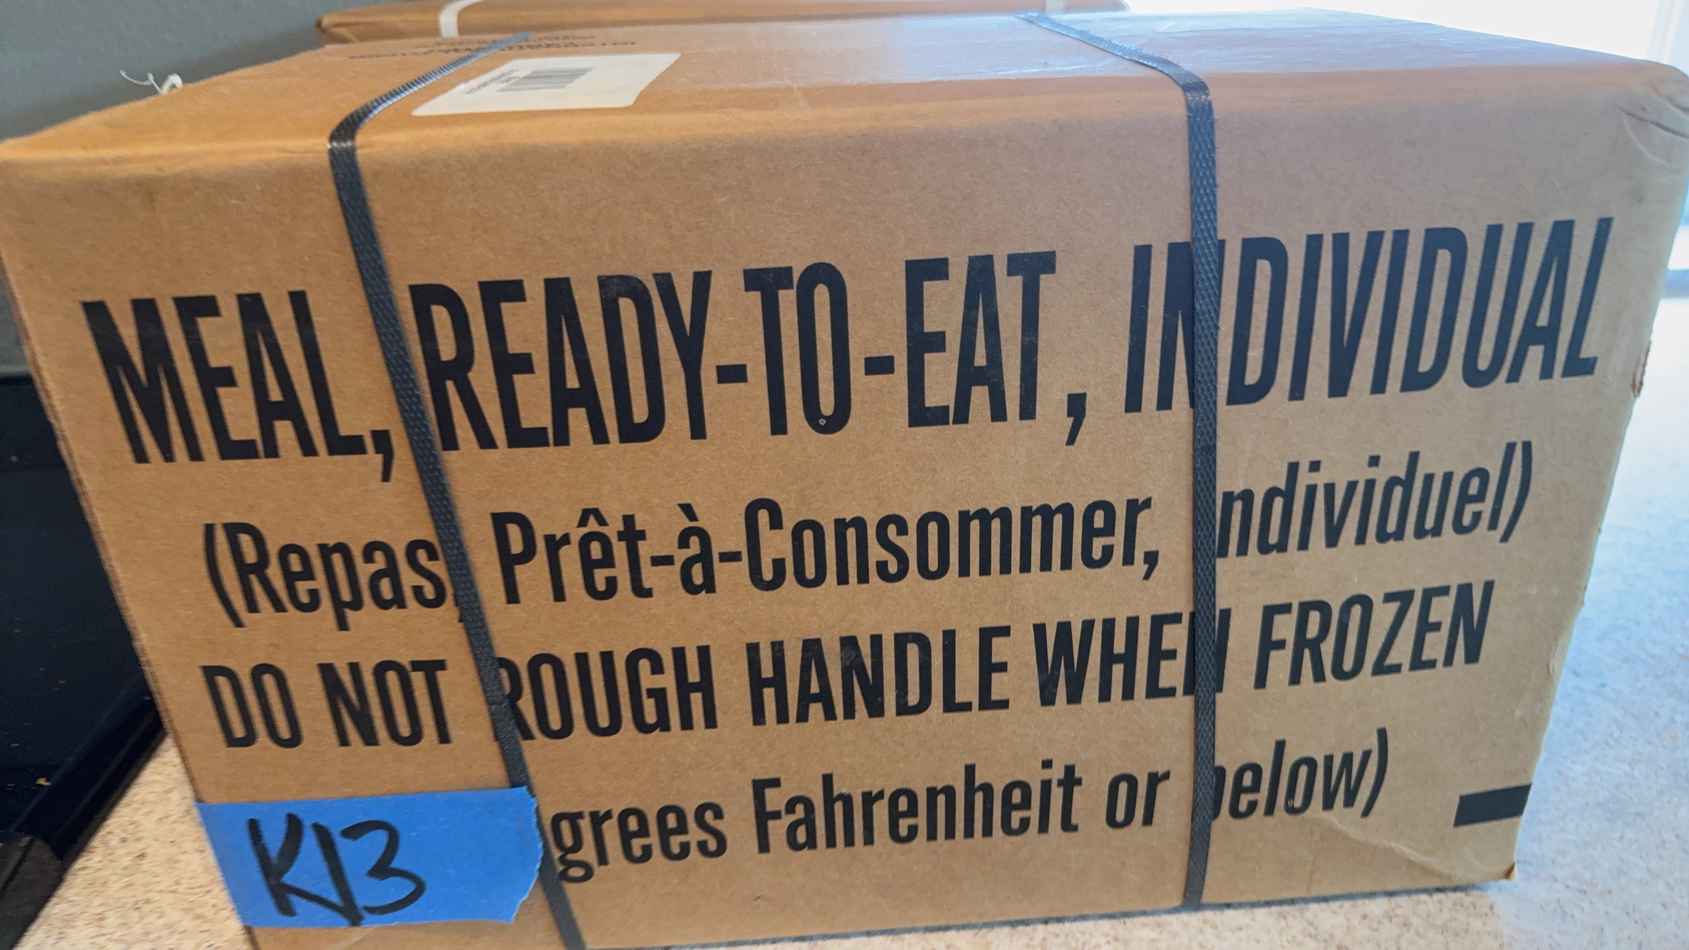 MEAL, READY-TO-EAT, INDIVIDUAL
(Repas, Prêt-à-Consommer, Individuel)
DO NOT ROUGH HANDLE WHEN FROZEN
grees Fahrenheit or below)
K13